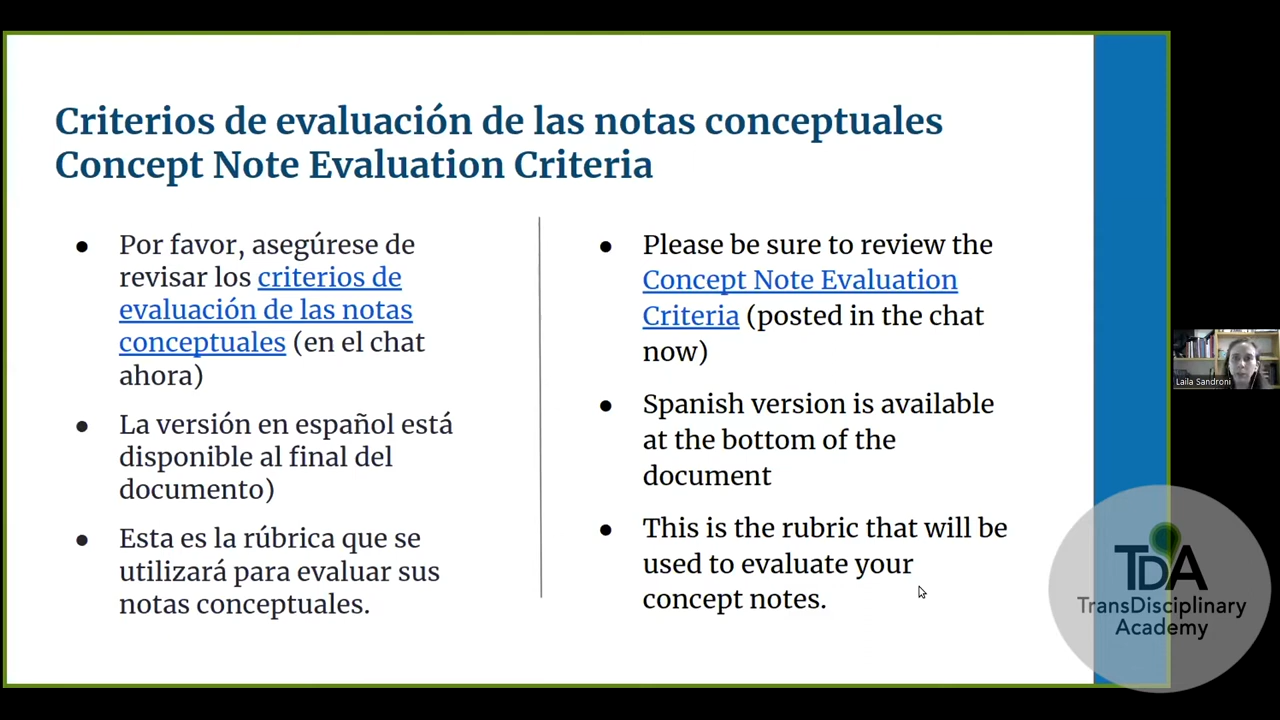 Criterios de evaluación de las notas conceptuales
Concept Note Evaluation Criteria
● Por favor, asegúrese de
revisar los criterios de
evaluación de las notas
conceptuales (en el chat
ahora)
● La versión en español está
disponible al final del
documento)
● Esta es la rúbrica que se
utilizará para evaluar sus
notas conceptuales.
● Please be sure to review the
Concept Note Evaluation
Criteria (posted in the chat
now)
● Spanish version is available
at the bottom of the
document
● This is the rubric that will be
used to evaluate your
concept notes.
Laila Sandroni
TDA
TransDisciplinary
Academy